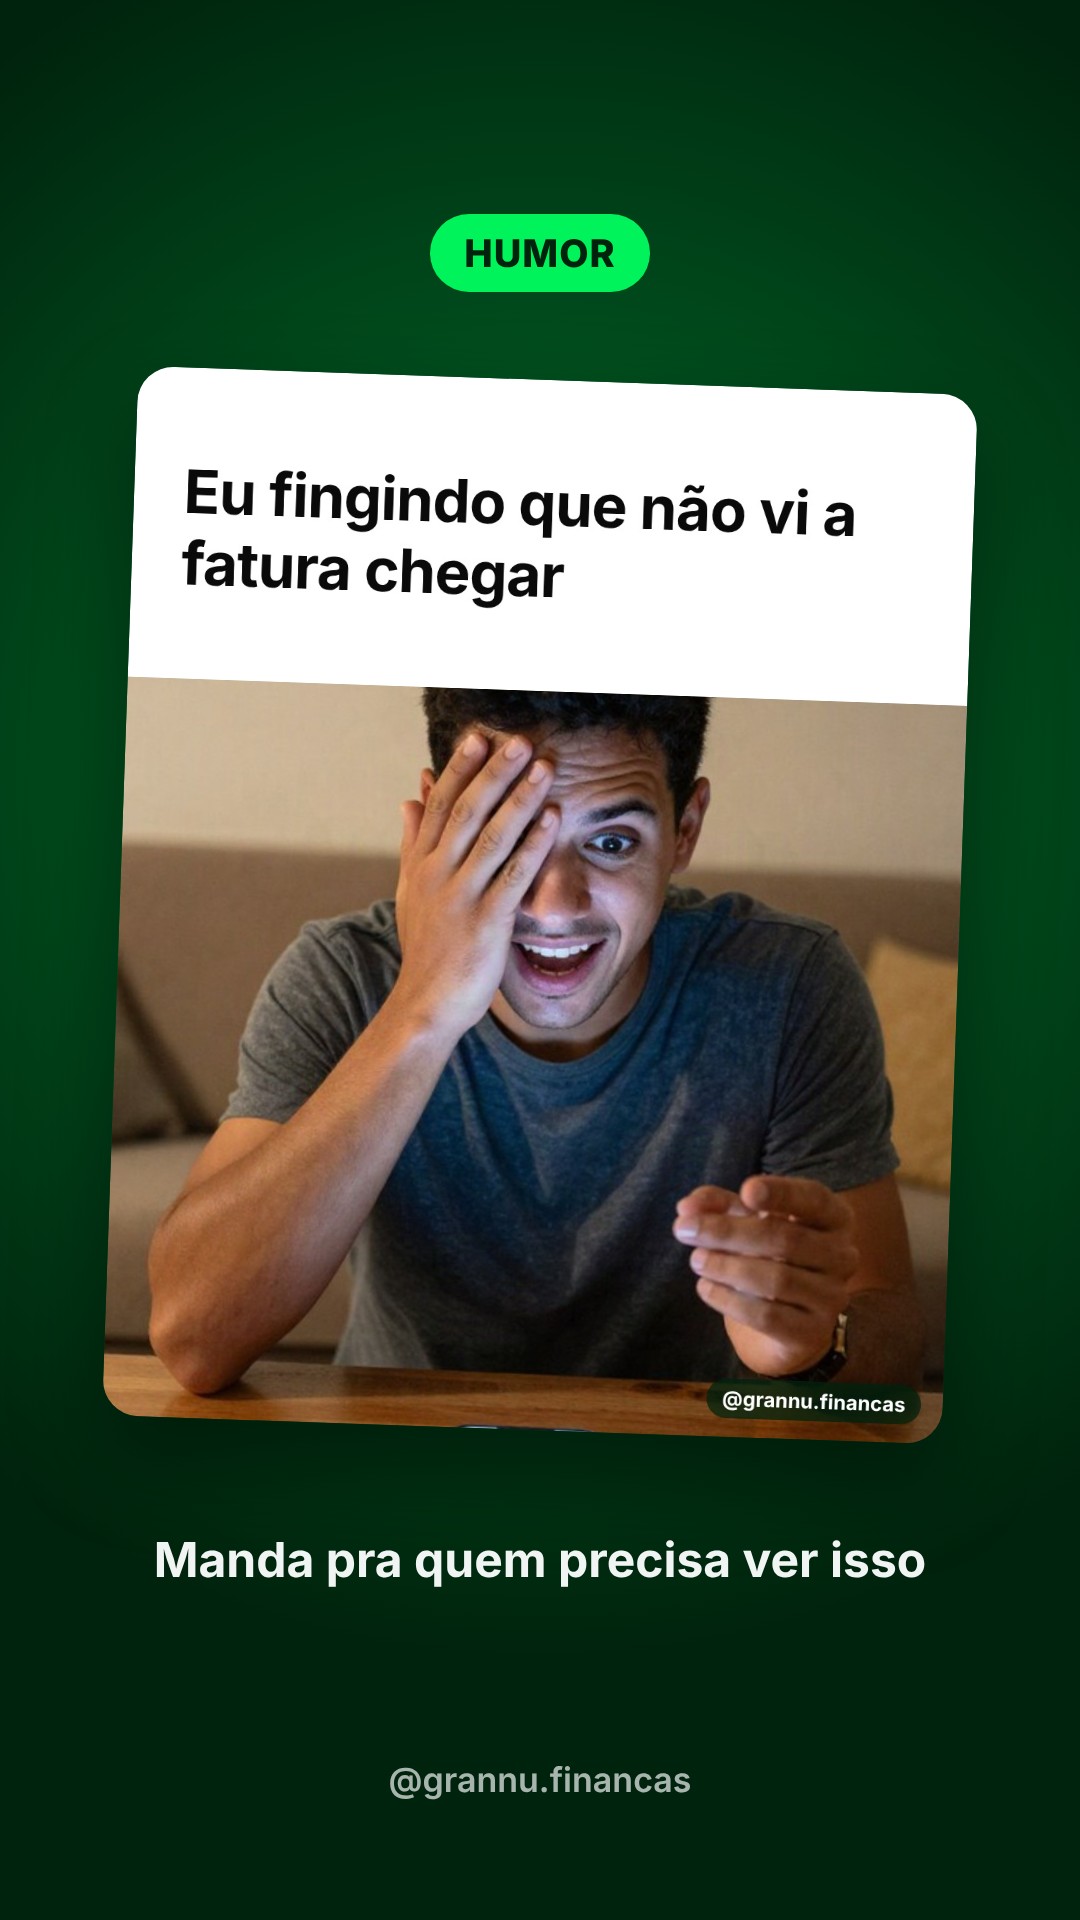 HUMOR
Eu fingindo que não vi a
fatura chegar
@grannu.financas
Manda pra quem precisa ver isso
@grannu.financas